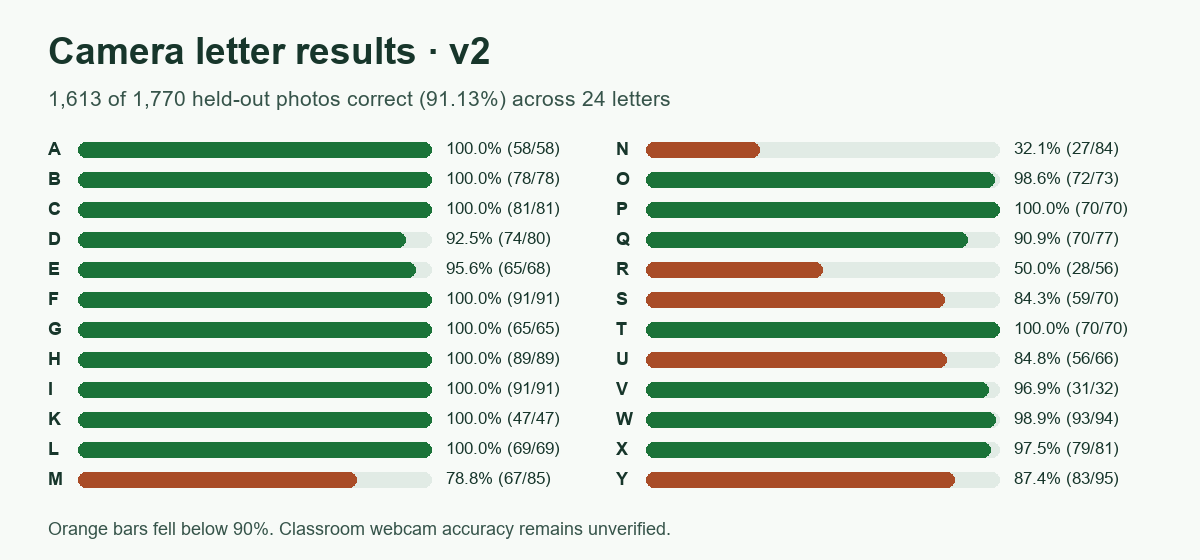 Camera letter results · v2
1,613 of 1,770 held-out photos correct (91.13%) across 24 letters
A 100.0% (58/58)
B 100.0% (78/78)
C 100.0% (81/81)
D 92.5% (74/80)
E 95.6% (65/68)
F 100.0% (91/91)
G 100.0% (65/65)
H 100.0% (89/89)
I 100.0% (91/91)
K 100.0% (47/47)
L 100.0% (69/69)
M 78.8% (67/85)
N 32.1% (27/84)
O 98.6% (72/73)
P 100.0% (70/70)
Q 90.9% (70/77)
R 50.0% (28/56)
S 84.3% (59/70)
T 100.0% (70/70)
U 84.8% (56/66)
V 96.9% (31/32)
W 98.9% (93/94)
X 97.5% (79/81)
Y 87.4% (83/95)
Orange bars fell below 90%. Classroom webcam accuracy remains unverified.